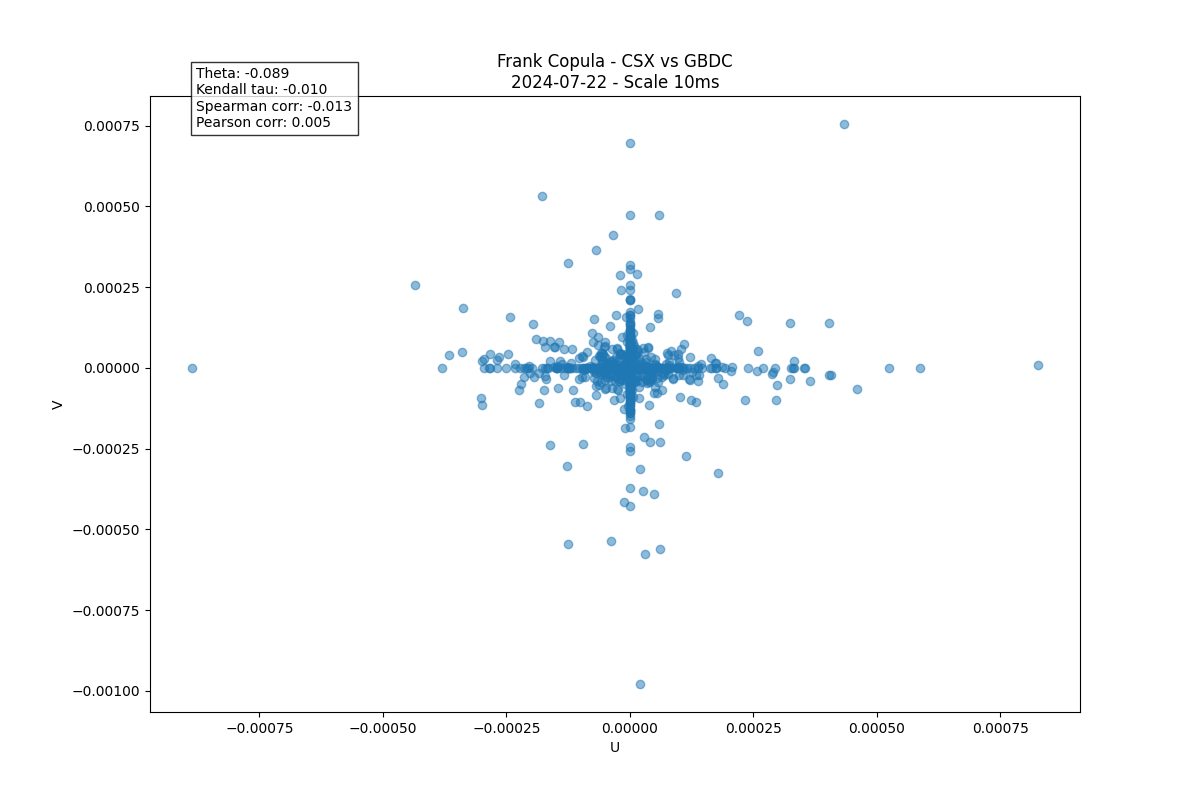 Frank Copula - CSX vs GBDC
2024-07-22 - Scale 10ms
Theta: -0.089
Kendall tau: -0.010
Spearman corr: -0.013
Pearson corr: 0.005
0.00075
0.00050
0.00025
0.00000
−0.00025
−0.00050
−0.00075
−0.00100
V
−0.00075
−0.00050
−0.00025
0.00000
0.00025
0.00050
0.00075
U